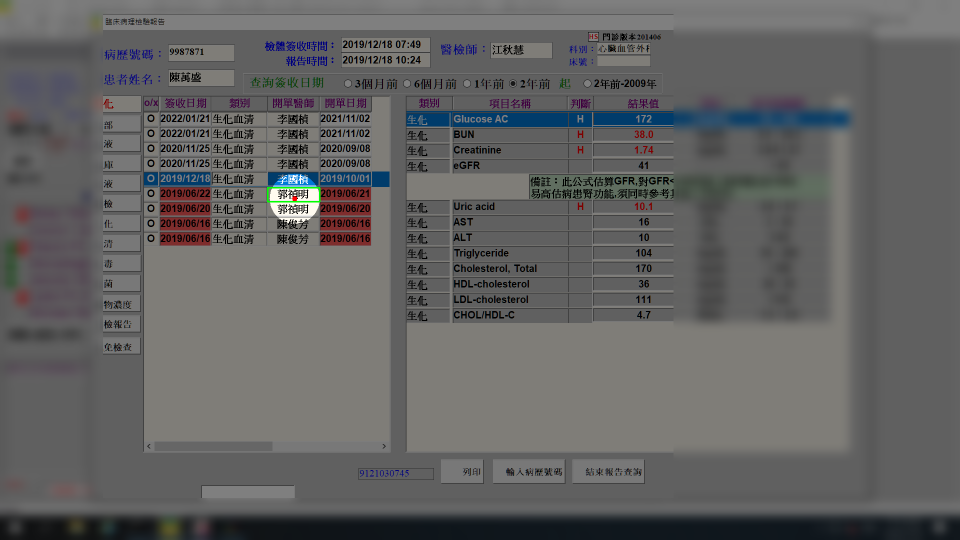 臨床病理檢驗報告
HS 門診版本201406
病歷號碼： 9987871 檢體簽收時間： 2019/12/18 07:49 醫檢師： 江秋慧 科別： 心臟血管外科
患者姓名： 陳萬盛 報告時間： 2019/12/18 10:24 床號：
查詢簽收日期 3個月前 6個月前 1年前 2年前 起 2年前-2009年
化
部
液
庫
液
檢
化
清
毒
菌
物濃度
檢報告
免檢查
o/x 簽收日期 類別 開單醫師 開單日期
O 2022/01/21 生化血清 李國楨 2021/11/02
O 2022/01/21 生化血清 李國楨 2021/11/02
O 2020/11/25 生化血清 李國楨 2020/09/08
O 2020/11/25 生化血清 李國楨 2020/09/08
O 2019/12/18 生化血清 李國楨 2019/10/01
O 2019/06/22 生化血清 郭祐明 2019/06/21
O 2019/06/20 生化血清 郭祐明 2019/06/20
O 2019/06/16 生化血清 陳俊芳 2019/06/16
O 2019/06/16 生化血清 陳俊芳 2019/06/16
類別 項目名稱 判斷 結果值
生化 Glucose AC H 172
生化 BUN H 38.0
生化 Creatinine H 1.74
生化 eGFR 41
備註：此公式估算GFR,對GFR<
易高估病患腎功能,須同時參考其
生化 Uric acid H 10.1
生化 AST 16
生化 ALT 10
生化 Triglyceride 104
生化 Cholesterol, Total 170
生化 HDL-cholesterol 36
生化 LDL-cholesterol 111
生化 CHOL/HDL-C 4.7
9121030745 列印 輸入病歷號碼 結束報告查詢